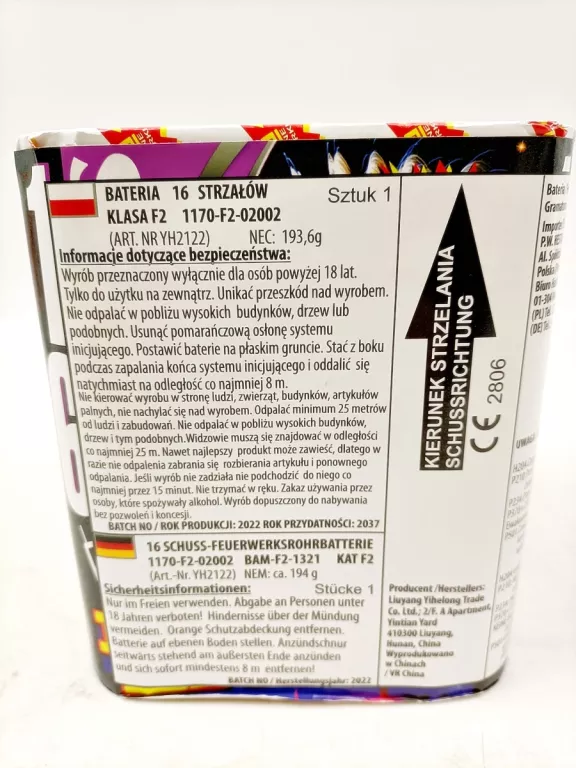 BATERIA 16 STRZAŁÓW
Sztuk 1
KLASA F2 1170-F2-02002
(ART. NR YH2122) NEC: 193,6g
Informacje dotyczące bezpieczeństwa:
Wyrób przeznaczony wyłącznie dla osób powyżej 18 lat.
Tylko do użytku na zewnątrz. Unikać przeszkód nad wyrobem.
Nie odpalać w pobliżu wysokich budynków, drzew lub
podobnych. Usunąć pomarańczową osłonę systemu
inicjującego. Postawić baterie na płaskim gruncie. Stać z boku
podczas zapalania końca systemu inicjującego i oddalić się
natychmiast na odległość co najmniej 8 m.
Nie kierować wyrobu w stronę ludzi, zwierząt, budynków, artykułów
palnych, nie nachylać się nad wyrobem. Odpalać minimum 25 metrów
od ludzi i zabudowań. Nie odpalać w pobliżu wysokich budynków,
drzew i tym podobnych.Widzowie muszą się znajdować w odległości
co najmniej 25 m. Nawet najlepszy produkt może zawieść, dlatego w
razie nie odpalenia zabrania się rozbierania artykułu i ponownego
odpalania. Jeśli wyrób nie zadziała nie podchodzić do niego co
najmniej przez 15 minut. Nie trzymać w ręku. Zakaz używania przez
osoby, które spożywały alkohol. Wyrób dopuszczony do nabywania
bez pozwoleń i koncesji.
BATCH NO / ROK PRODUKCJI: 2022 ROK PRZYDATNOŚCI: 2037
16 SCHUSS-FEUERWERKSROHRBATTERIE
1170-F2-02002 BAM-F2-1321 KAT F2
(Art.-Nr. YH2122) NEM: ca. 194 g
Sicherheitsinformationen: Stücke 1
Nur im Freien verwenden. Abgabe an Personen unter
18 Jahren verboten! Hindernisse über der Mündung
vermeiden. Orange Schutzabdeckung entfernen.
Batterie auf ebenen Boden stellen. Anzündschnur
seitwärts stehend am äußersten Ende anzünden
und sich sofort mindestens 8 m entfernen!
BATCH NO / Herstellungsjahr: 2022
KIERUNEK STRZELANIA
SCHUSSRICHTUNG
CE 2806
Producent /Herstellers:
Liuyang Yihelong Trade
Co. Ltd.; 2/F. A Apartment,
Yintian Yard
410300 Liuyang,
Hunan, China
Wyprodukowano
w Chinach
/ VR China
Bateria
Importe
P.W.
Polska
Biuro
01-304
(PL) Tel
(DE) Tel